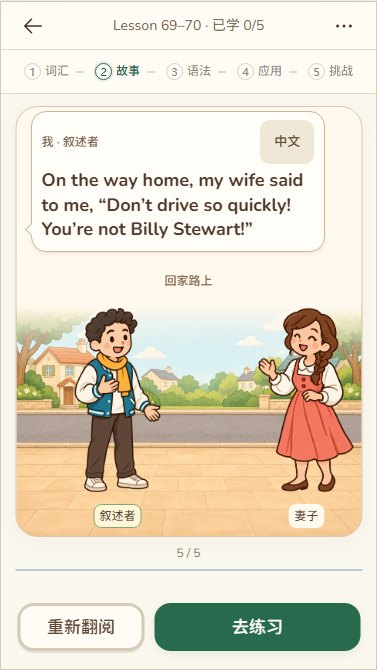 Lesson 69–70 · 已学 0/5
1 词汇 – 2 故事 – 3 语法 – 4 应用 – 5 挑战
我 · 叙述者
中文
On the way home, my wife said
to me, “Don’t drive so quickly!
You’re not Billy Stewart!”
回家路上
叙述者
妻子
5 / 5
重新翻阅
去练习